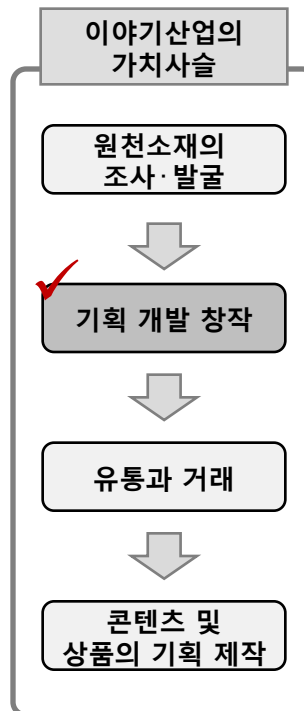 이야기산업의
가치사슬
원천소재의
조사·발굴
기획 개발 창작
유통과 거래
콘텐츠 및
상품의 기획 제작